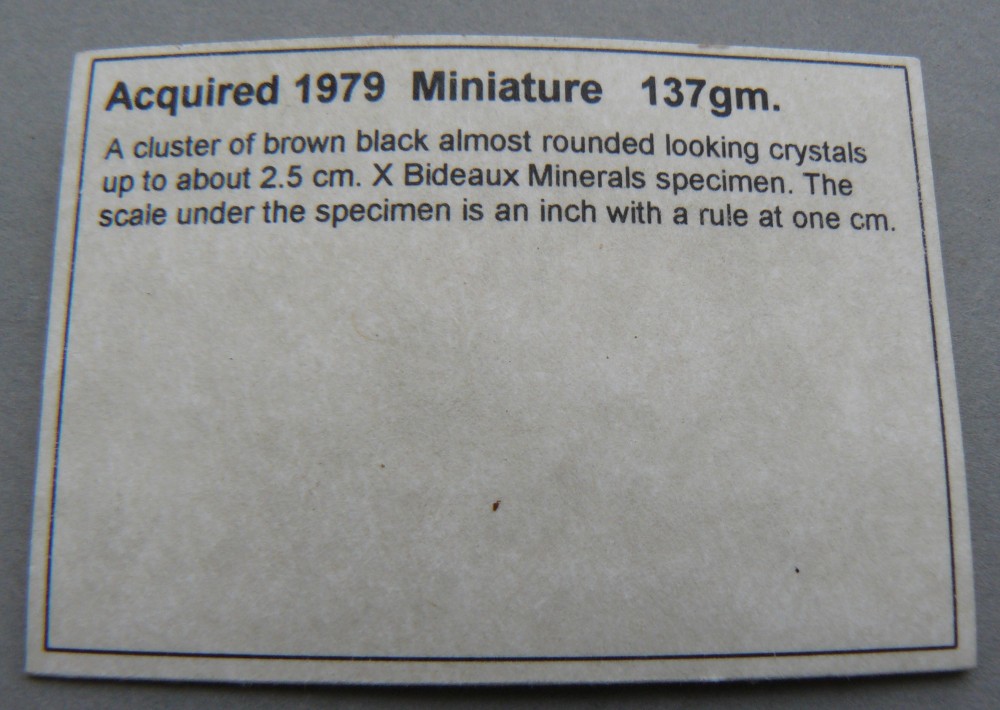 Acquired 1979 Miniature 137gm.
A cluster of brown black almost rounded looking crystals
up to about 2.5 cm. X Bideaux Minerals specimen. The
scale under the specimen is an inch with a rule at one cm.